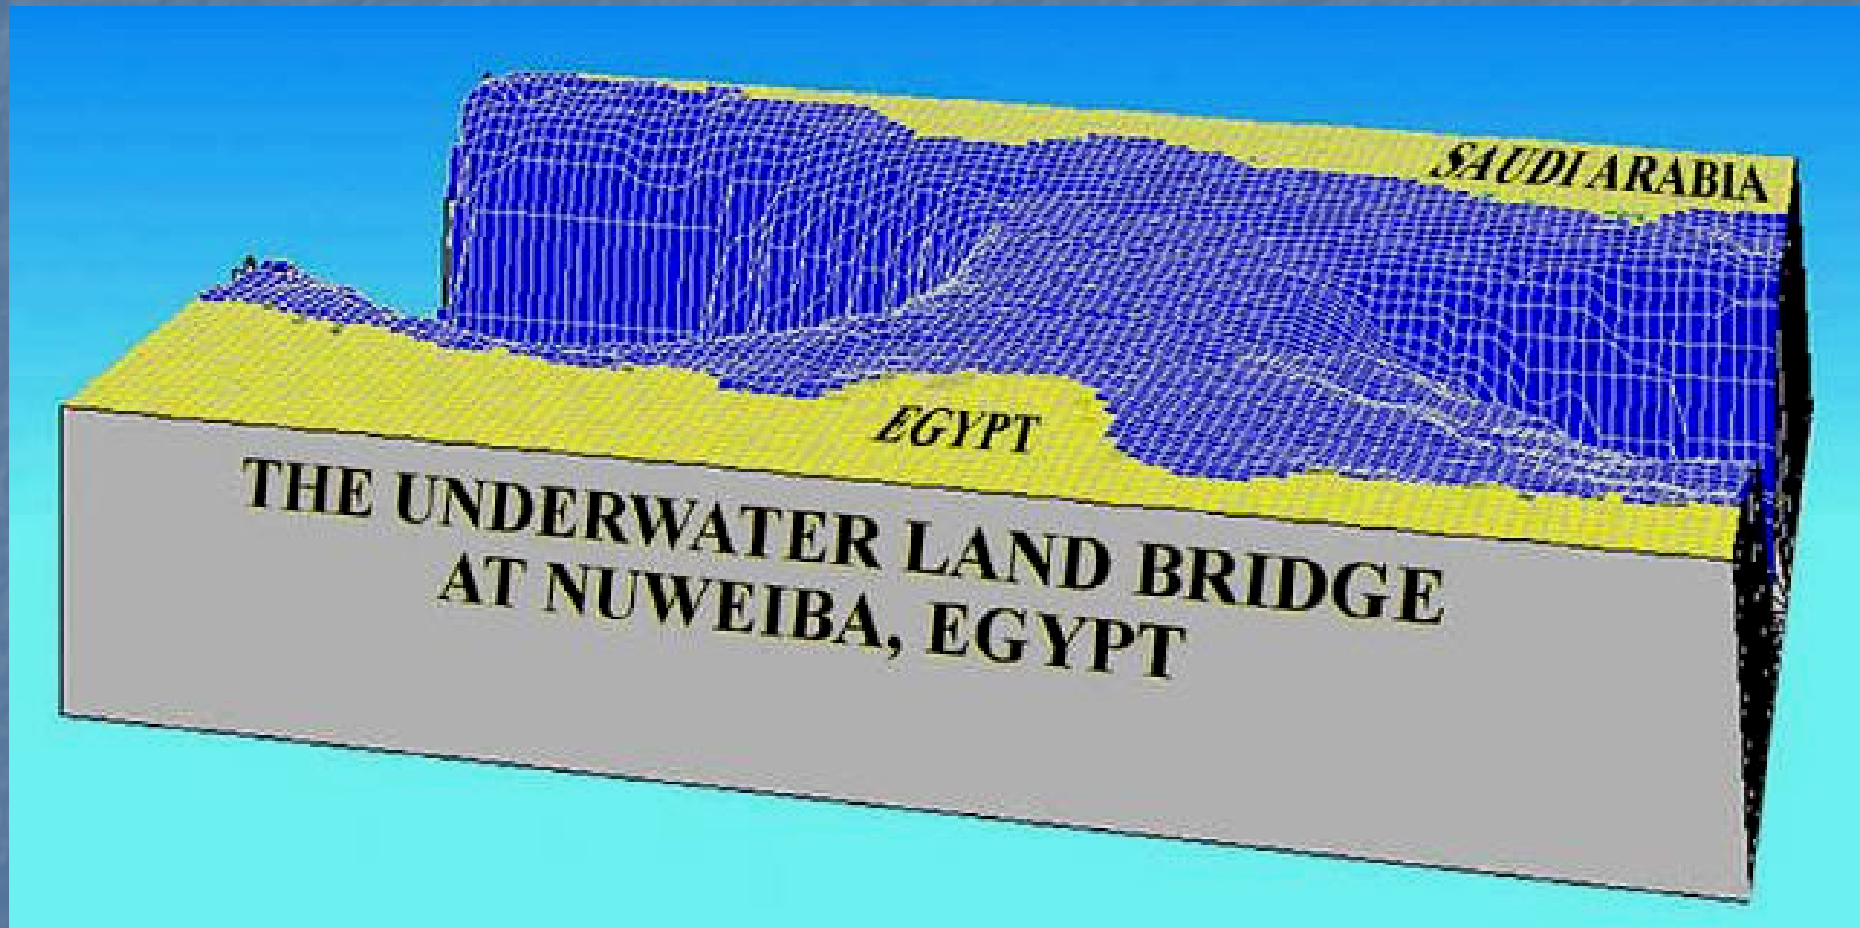 SAUDI ARABIA
EGYPT
THE UNDERWATER LAND BRIDGE
AT NUWEIBA, EGYPT